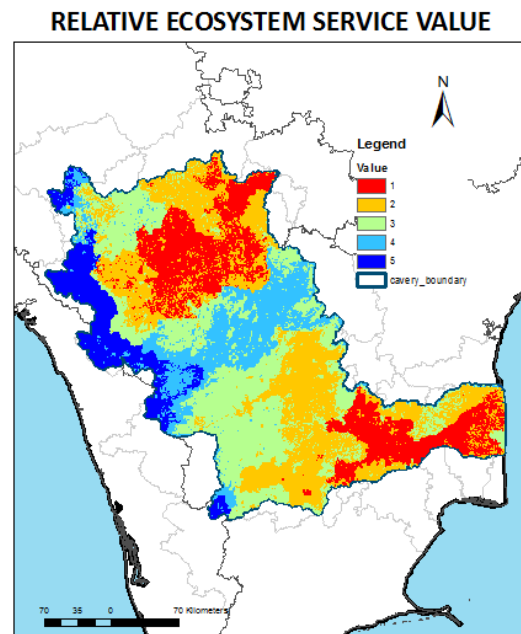 RELATIVE ECOSYSTEM SERVICE VALUE
N
Legend
Value
1
2
3
4
5
cavery_boundary
70 35 0 70 Kilometers